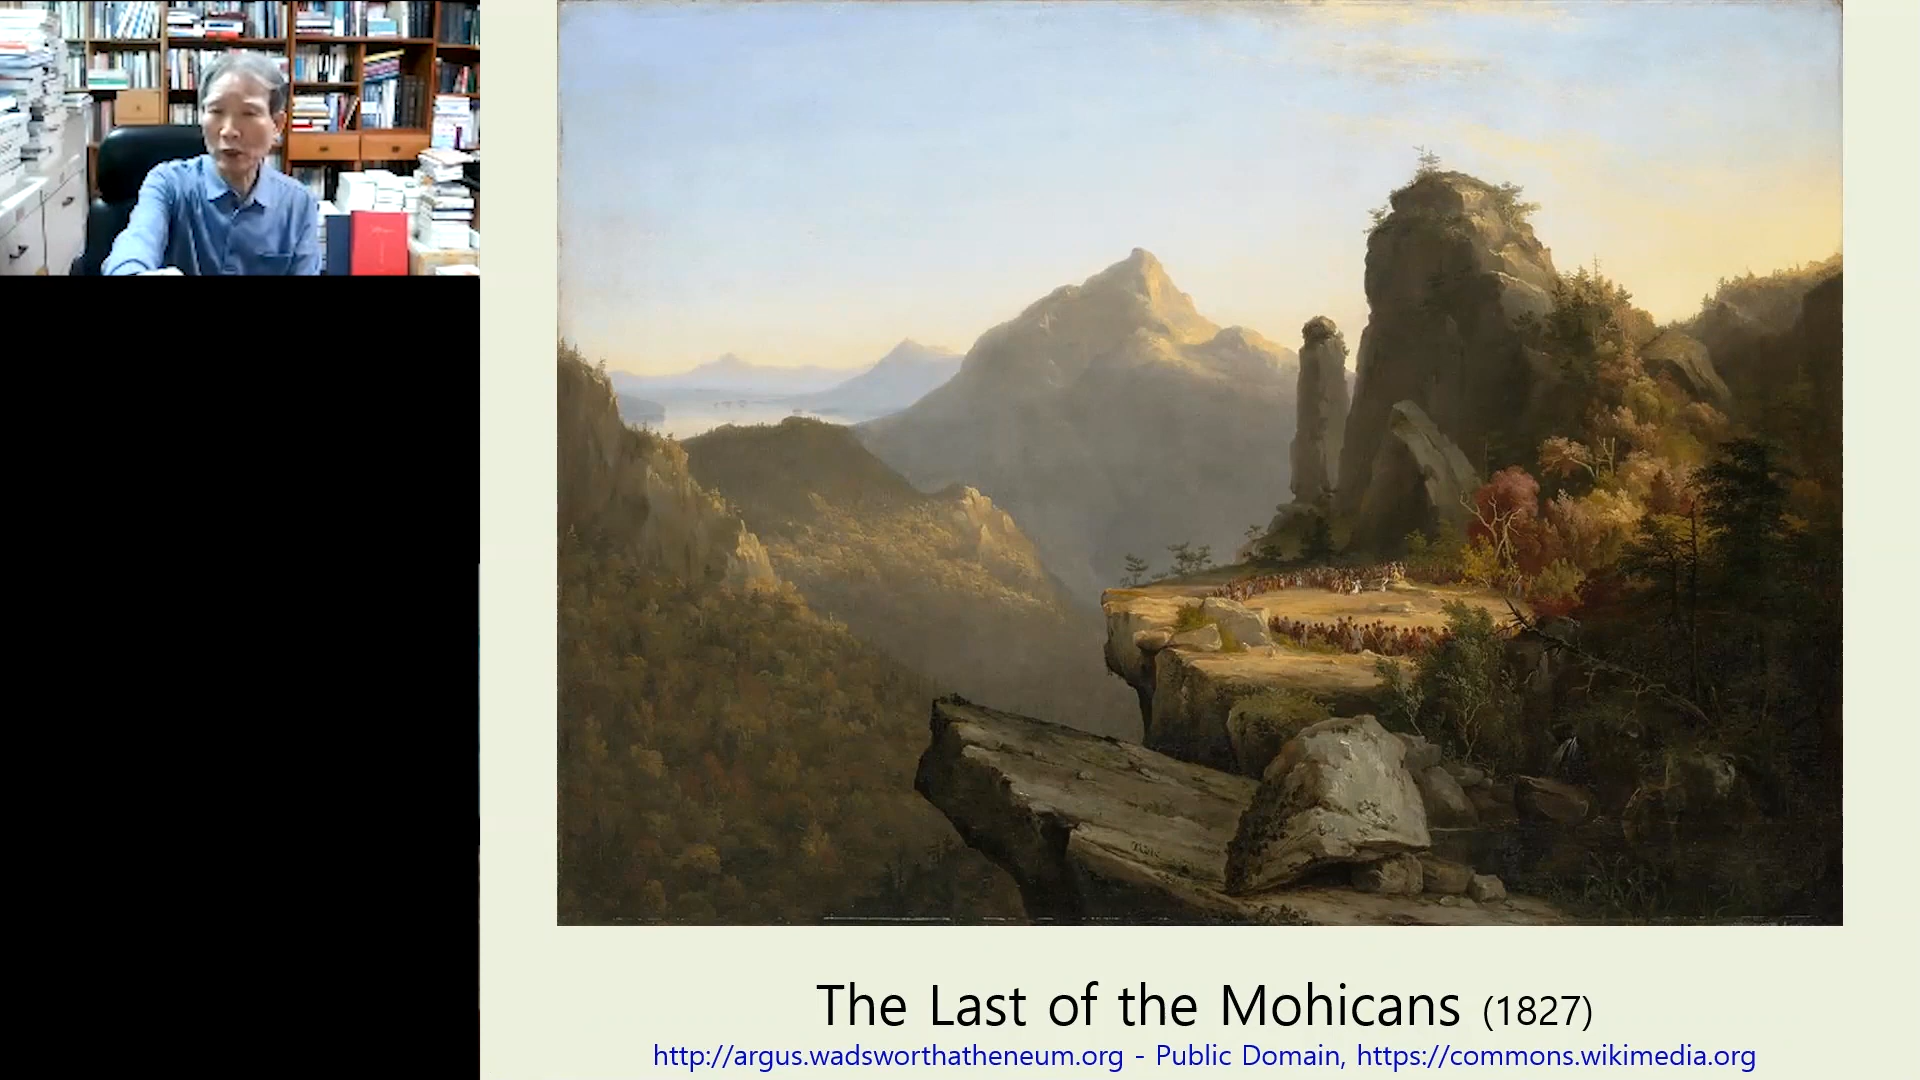 The Last of the Mohicans (1827)
http://argus.wadsworthatheneum.org - Public Domain, https://commons.wikimedia.org